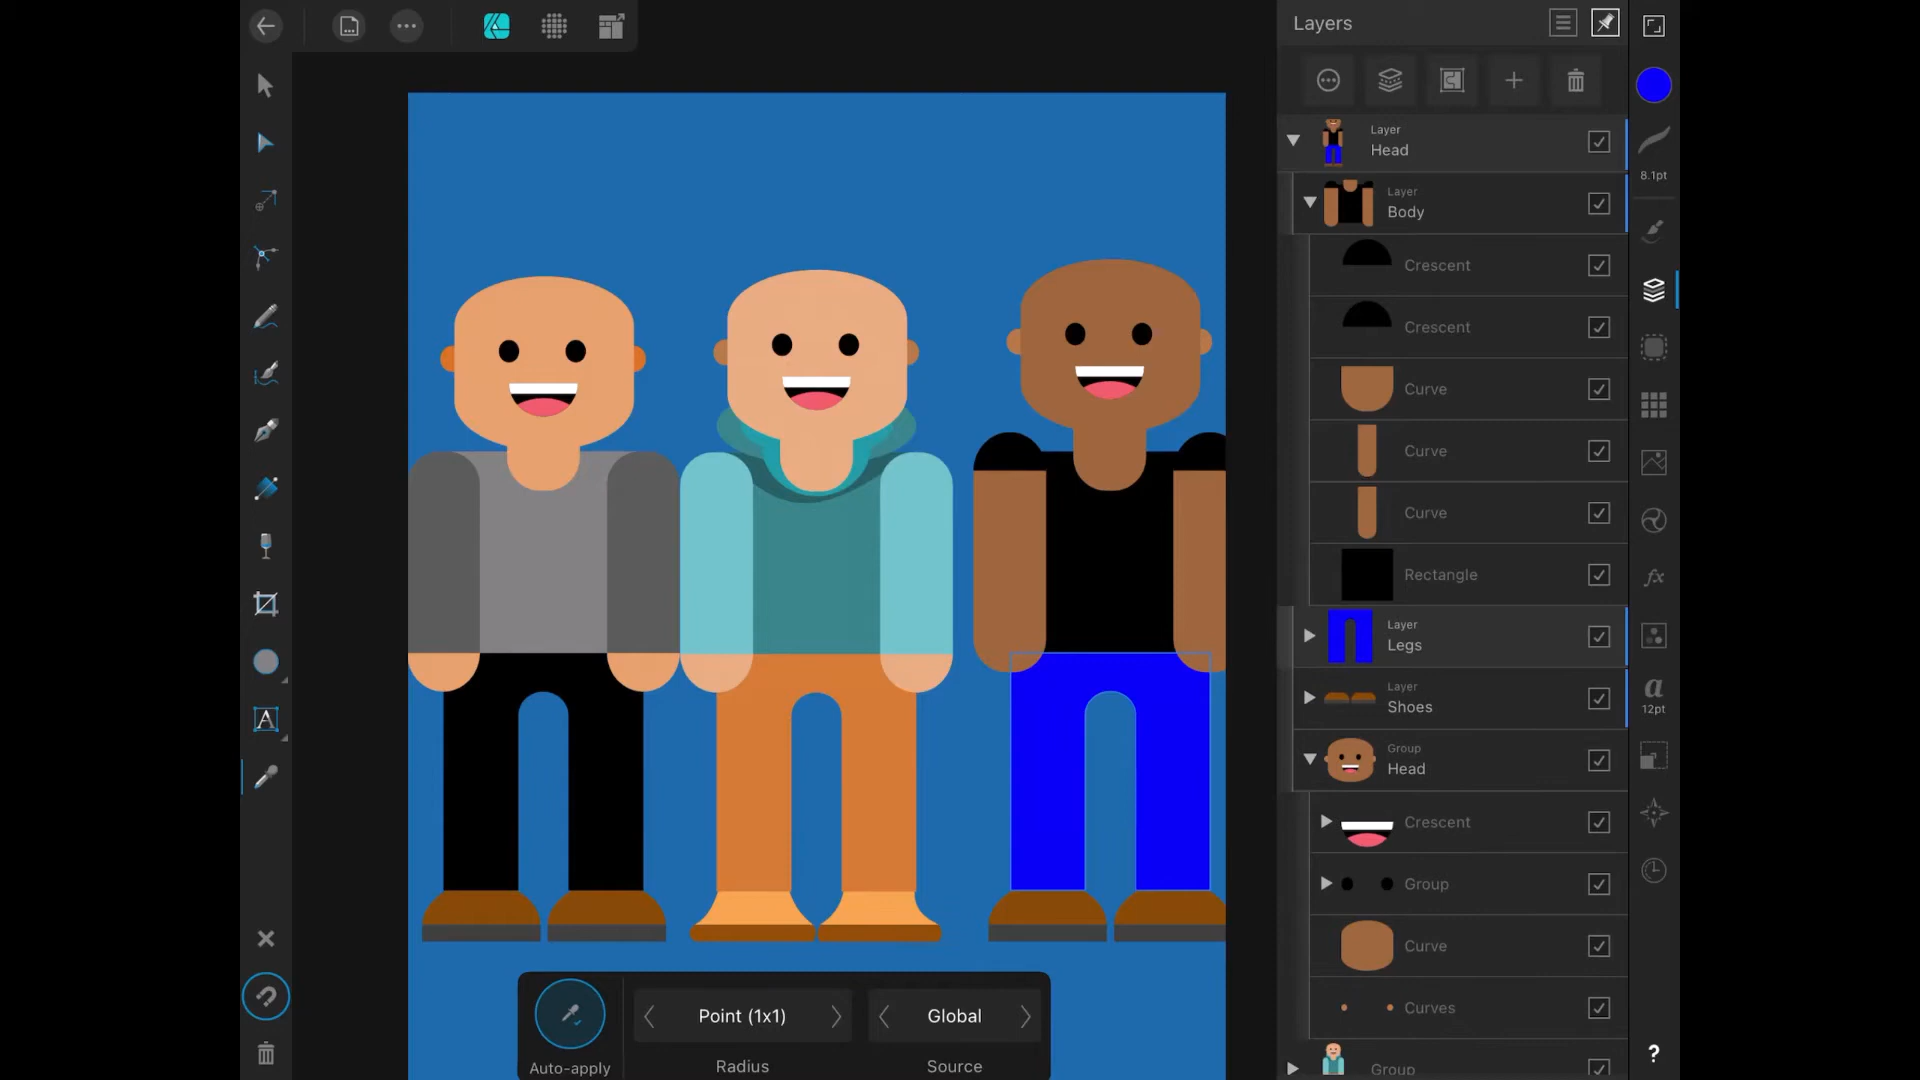 Layers
Layer
Head
8.1pt
Layer
Body
Crescent
Crescent
Curve
Curve
Curve
fx
Rectangle
Layer
Legs
A
a
12pt
Layer
Shoes
Group
Head
Crescent
Group
Curve
Curves
Point (1x1)
Global
Auto-apply
Radius
Source
?
Group